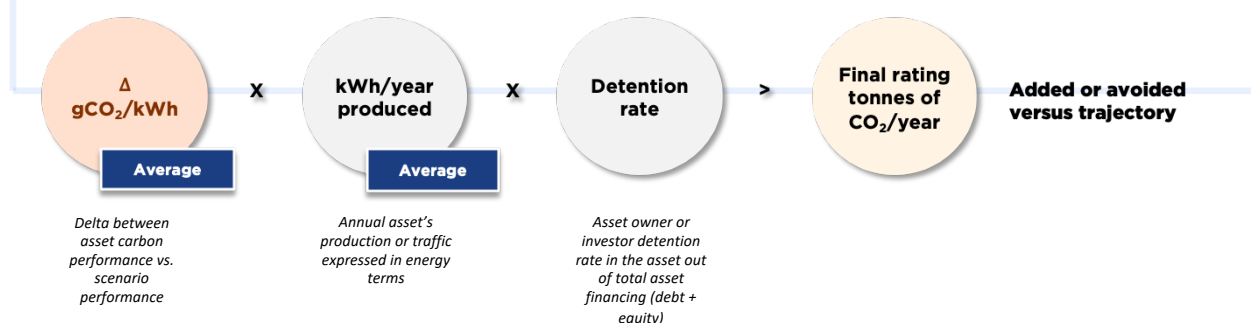 Δ
gCO₂/kWh
Average
X
kWh/year
produced
Average
X
Detention
rate
>
Final rating
tonnes of
CO₂/year
Added or avoided
versus trajectory
Delta between
asset carbon
performance vs.
scenario
performance
Annual asset's
production or traffic
expressed in energy
terms
Asset owner or
investor detention
rate in the asset out
of total asset
financing (debt +
equity)